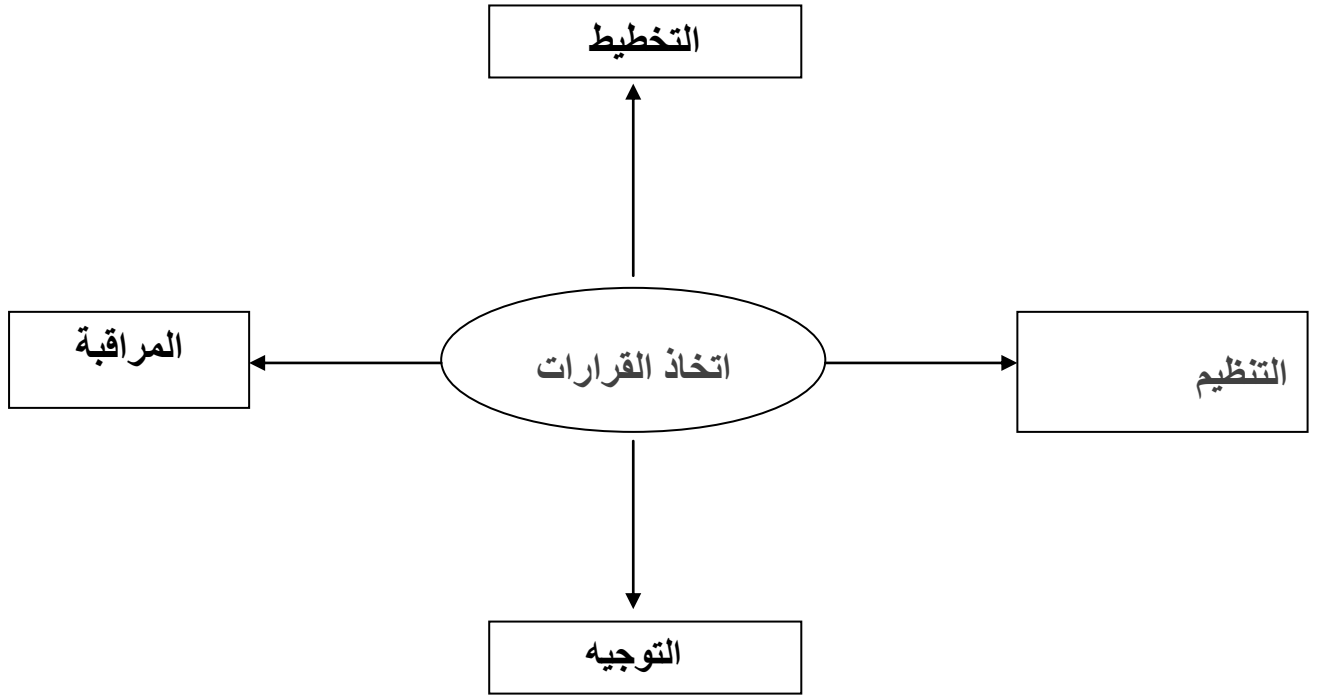 التخطيط
المراقبة
اتخاذ القرارات
التنظيم
التوجيه